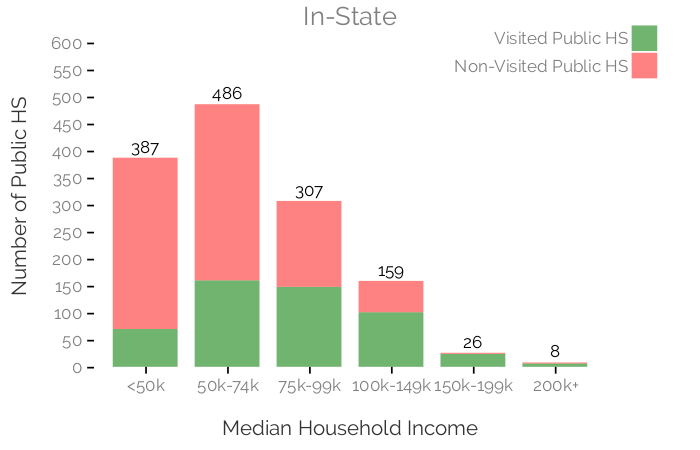 In-State
Visited Public HS
Non-Visited Public HS
Number of Public HS
600
550
500
450
400
350
300
250
200
150
100
50
0
387
486
307
159
26
8
<50k
50k-74k
75k-99k
100k-149k
150k-199k
200k+
Median Household Income